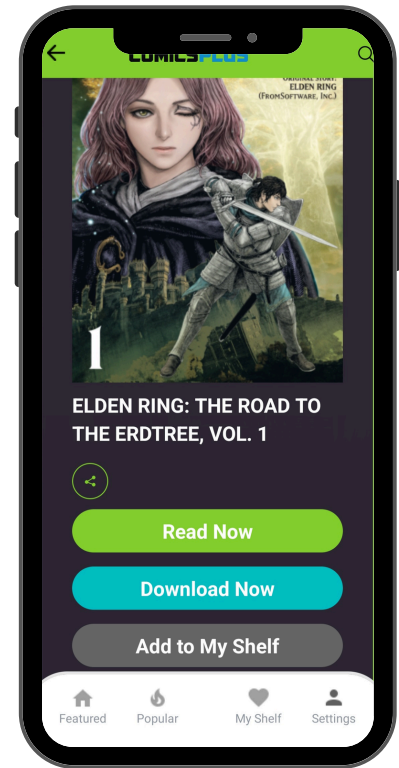 COMICSPLUS
ORIGINAL STORY:
ELDEN RING
(FROMSOFTWARE, INC.)
1
ELDEN RING: THE ROAD TO
THE ERDTREE, VOL. 1
Read Now
Download Now
Add to My Shelf
Featured Popular My Shelf Settings